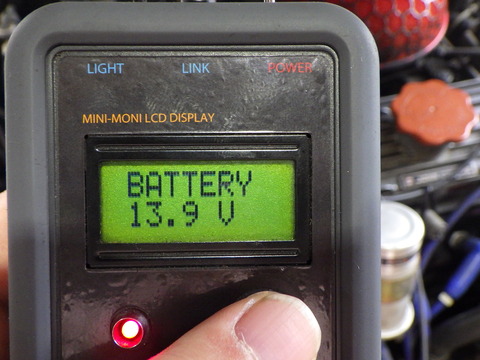 LIGHT LINK POWER
MINI-MONI LCD DISPLAY
BATTERY
13.9 V